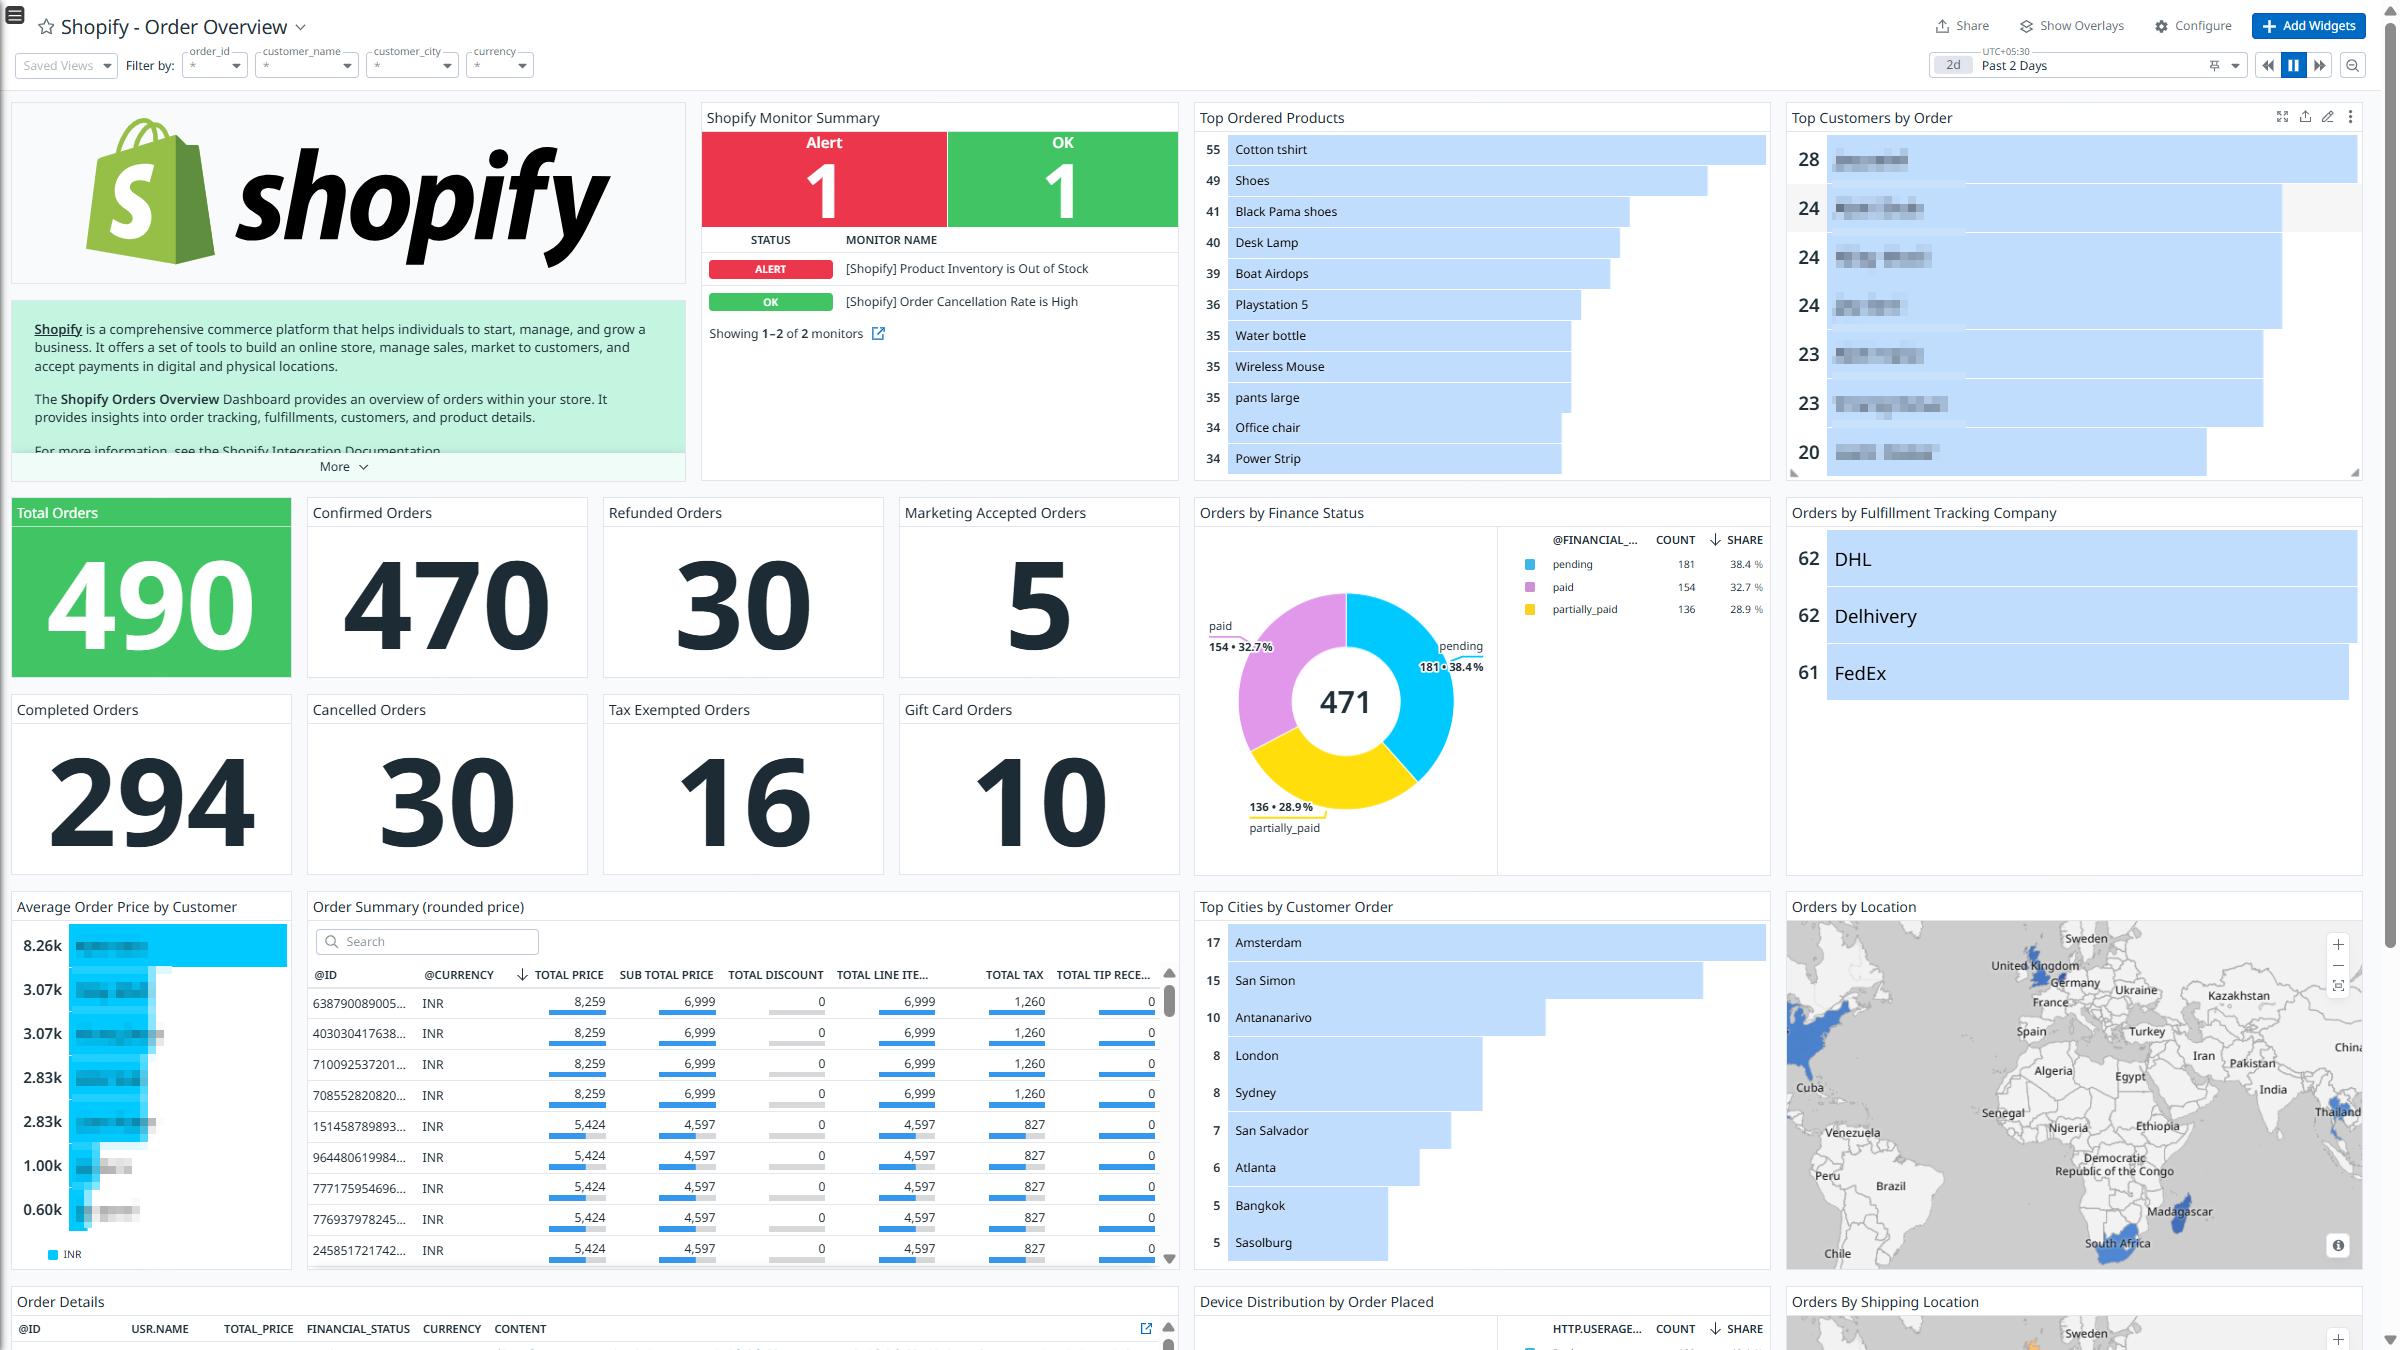 Shopify - Order Overview
Share
Show Overlays
Configure
Add Widgets
Saved Views
Filter by:
order_id
*
customer_name
*
customer_city
*
currency
*
UTC+05:30
2d
Past 2 Days
S
shopify
Shopify is a comprehensive commerce platform that helps individuals to start, manage, and grow a
business. It offers a set of tools to build an online store, manage sales, market to customers, and
accept payments in digital and physical locations.
The Shopify Orders Overview Dashboard provides an overview of orders within your store. It
provides insights into order tracking, fulfillments, customers, and product details.
For more information, see the Shopify Integration Documentation
More
Shopify Monitor Summary
Alert
1
OK
1
STATUS MONITOR NAME
ALERT [Shopify] Product Inventory is Out of Stock
OK [Shopify] Order Cancellation Rate is High
Showing 1–2 of 2 monitors
Top Ordered Products
55 Cotton tshirt
49 Shoes
41 Black Pama shoes
40 Desk Lamp
39 Boat Airdops
36 Playstation 5
35 Water bottle
35 Wireless Mouse
35 pants large
34 Office chair
34 Power Strip
Top Customers by Order
28
24
24
24
23
23
20
Total Orders
490
Confirmed Orders
470
Refunded Orders
30
Marketing Accepted Orders
5
Completed Orders
294
Cancelled Orders
30
Tax Exempted Orders
16
Gift Card Orders
10
Orders by Finance Status
paid
154 • 32.7%
pending
181 • 38.4%
471
136 • 28.9%
partially_paid
@FINANCIAL_... COUNT SHARE
pending 181 38.4 %
paid 154 32.7 %
partially_paid 136 28.9 %
Orders by Fulfillment Tracking Company
62 DHL
62 Delhivery
61 FedEx
Average Order Price by Customer
8.26k
3.07k
3.07k
2.83k
2.83k
1.00k
0.60k
INR
Order Summary (rounded price)
Search
@ID @CURRENCY TOTAL PRICE SUB TOTAL PRICE TOTAL DISCOUNT TOTAL LINE ITE... TOTAL TAX TOTAL TIP RECE...
638790089005... INR 8,259 6,999 0 6,999 1,260 0
403030417638... INR 8,259 6,999 0 6,999 1,260 0
710092537201... INR 8,259 6,999 0 6,999 1,260 0
708552820820... INR 8,259 6,999 0 6,999 1,260 0
151458789893... INR 5,424 4,597 0 4,597 827 0
964480619984... INR 5,424 4,597 0 4,597 827 0
777175954696... INR 5,424 4,597 0 4,597 827 0
776937978245... INR 5,424 4,597 0 4,597 827 0
245851721742... INR 5,424 4,597 0 4,597 827 0
Top Cities by Customer Order
17 Amsterdam
15 San Simon
10 Antananarivo
8 London
8 Sydney
7 San Salvador
6 Atlanta
5 Bangkok
5 Sasolburg
Orders by Location
Sweden
United Kingdom
Germany
Ukraine
Kazakhstan
France
Spain
Turkey
China
Iran
Pakistan
Algeria
Egypt
India
Cuba
Senegal
Thailand
Venezuela
Nigeria
Ethiopia
Democratic
Republic of the Congo
Peru
Brazil
Madagascar
South Africa
Chile
Order Details
@ID USR.NAME TOTAL_PRICE FINANCIAL_STATUS CURRENCY CONTENT
Device Distribution by Order Placed
HTTP.USERAGE... COUNT SHARE
Orders By Shipping Location
Sweden